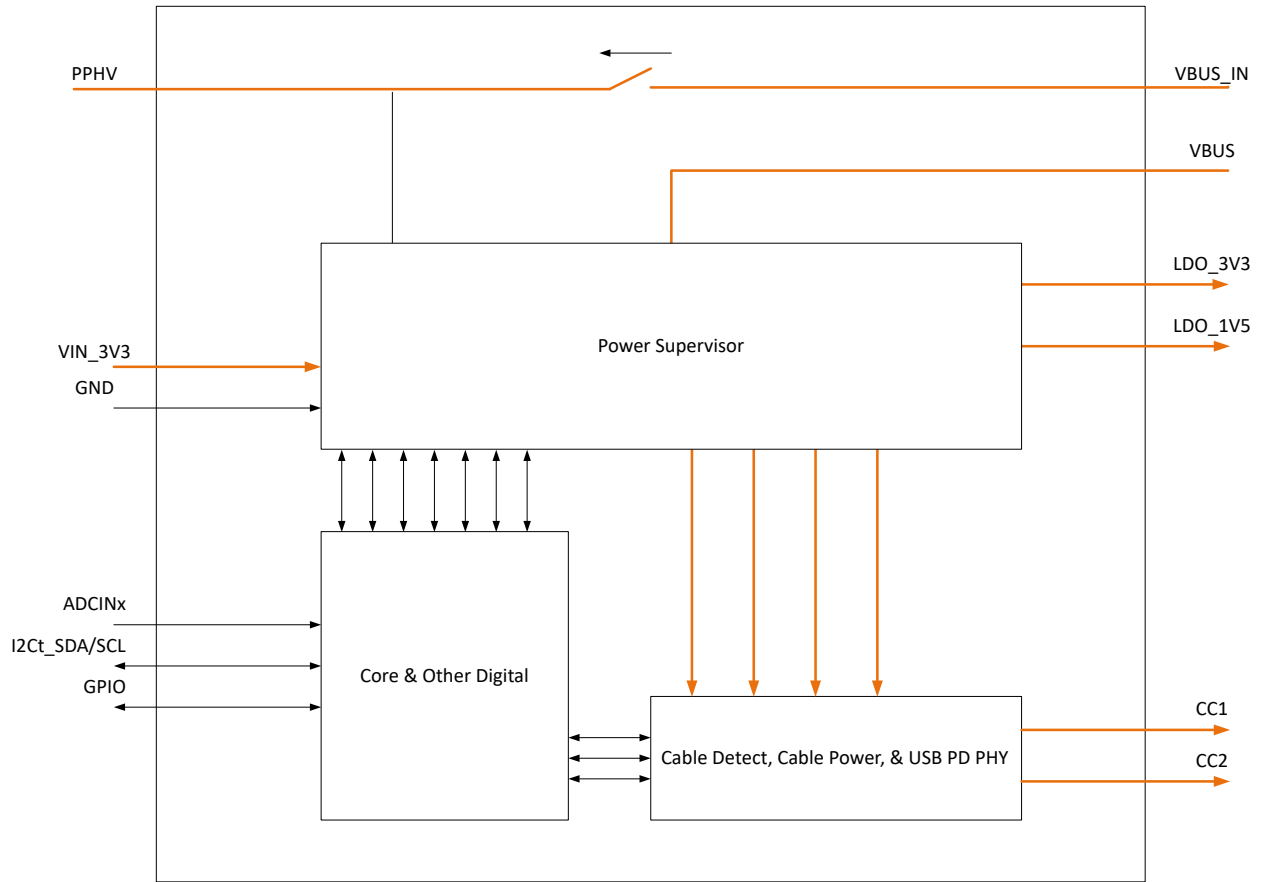 PPHV
VBUS_IN
VBUS
LDO_3V3
LDO_1V5
Power Supervisor
VIN_3V3
GND
ADCINx
I2Ct_SDA/SCL
GPIO
Core & Other Digital
Cable Detect, Cable Power, & USB PD PHY
CC1
CC2